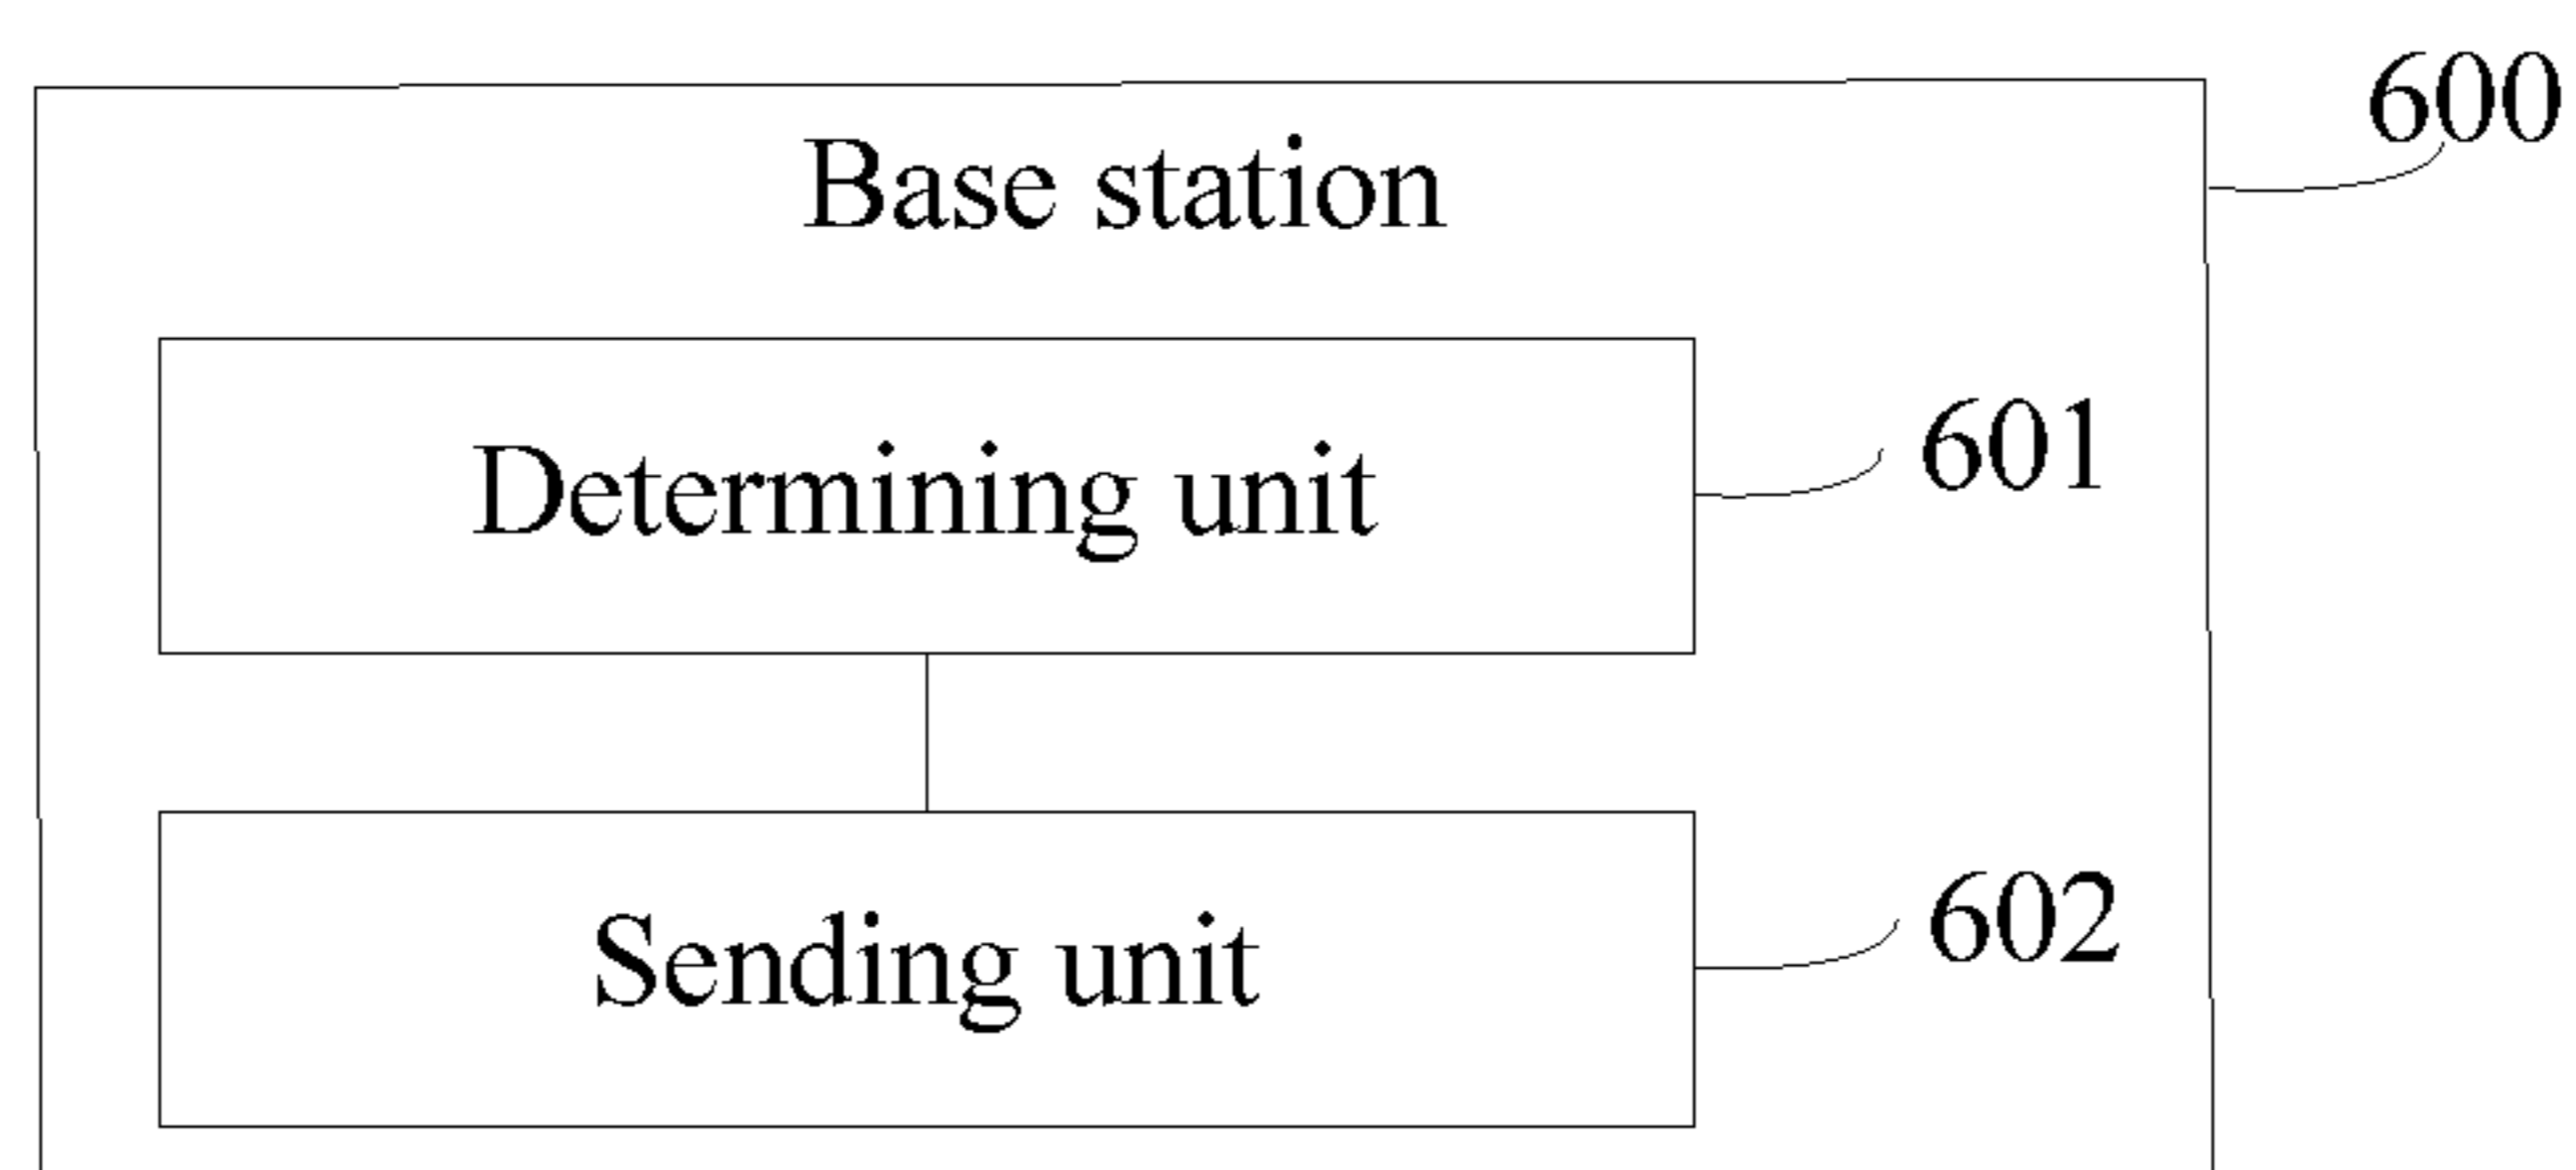 600
Base station
Determining unit
601
Sending unit
602